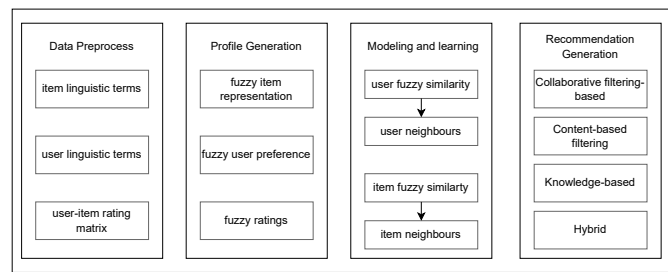 Data Preprocess
item linguistic terms
user linguistic terms
user-item rating
matrix
Profile Generation
fuzzy item
representation
fuzzy user preference
fuzzy ratings
Modeling and learning
user fuzzy similarity
user neighbours
item fuzzy similarty
item neighbours
Recommendation
Generation
Collaborative filtering-
based
Content-based
filtering
Knowledge-based
Hybrid